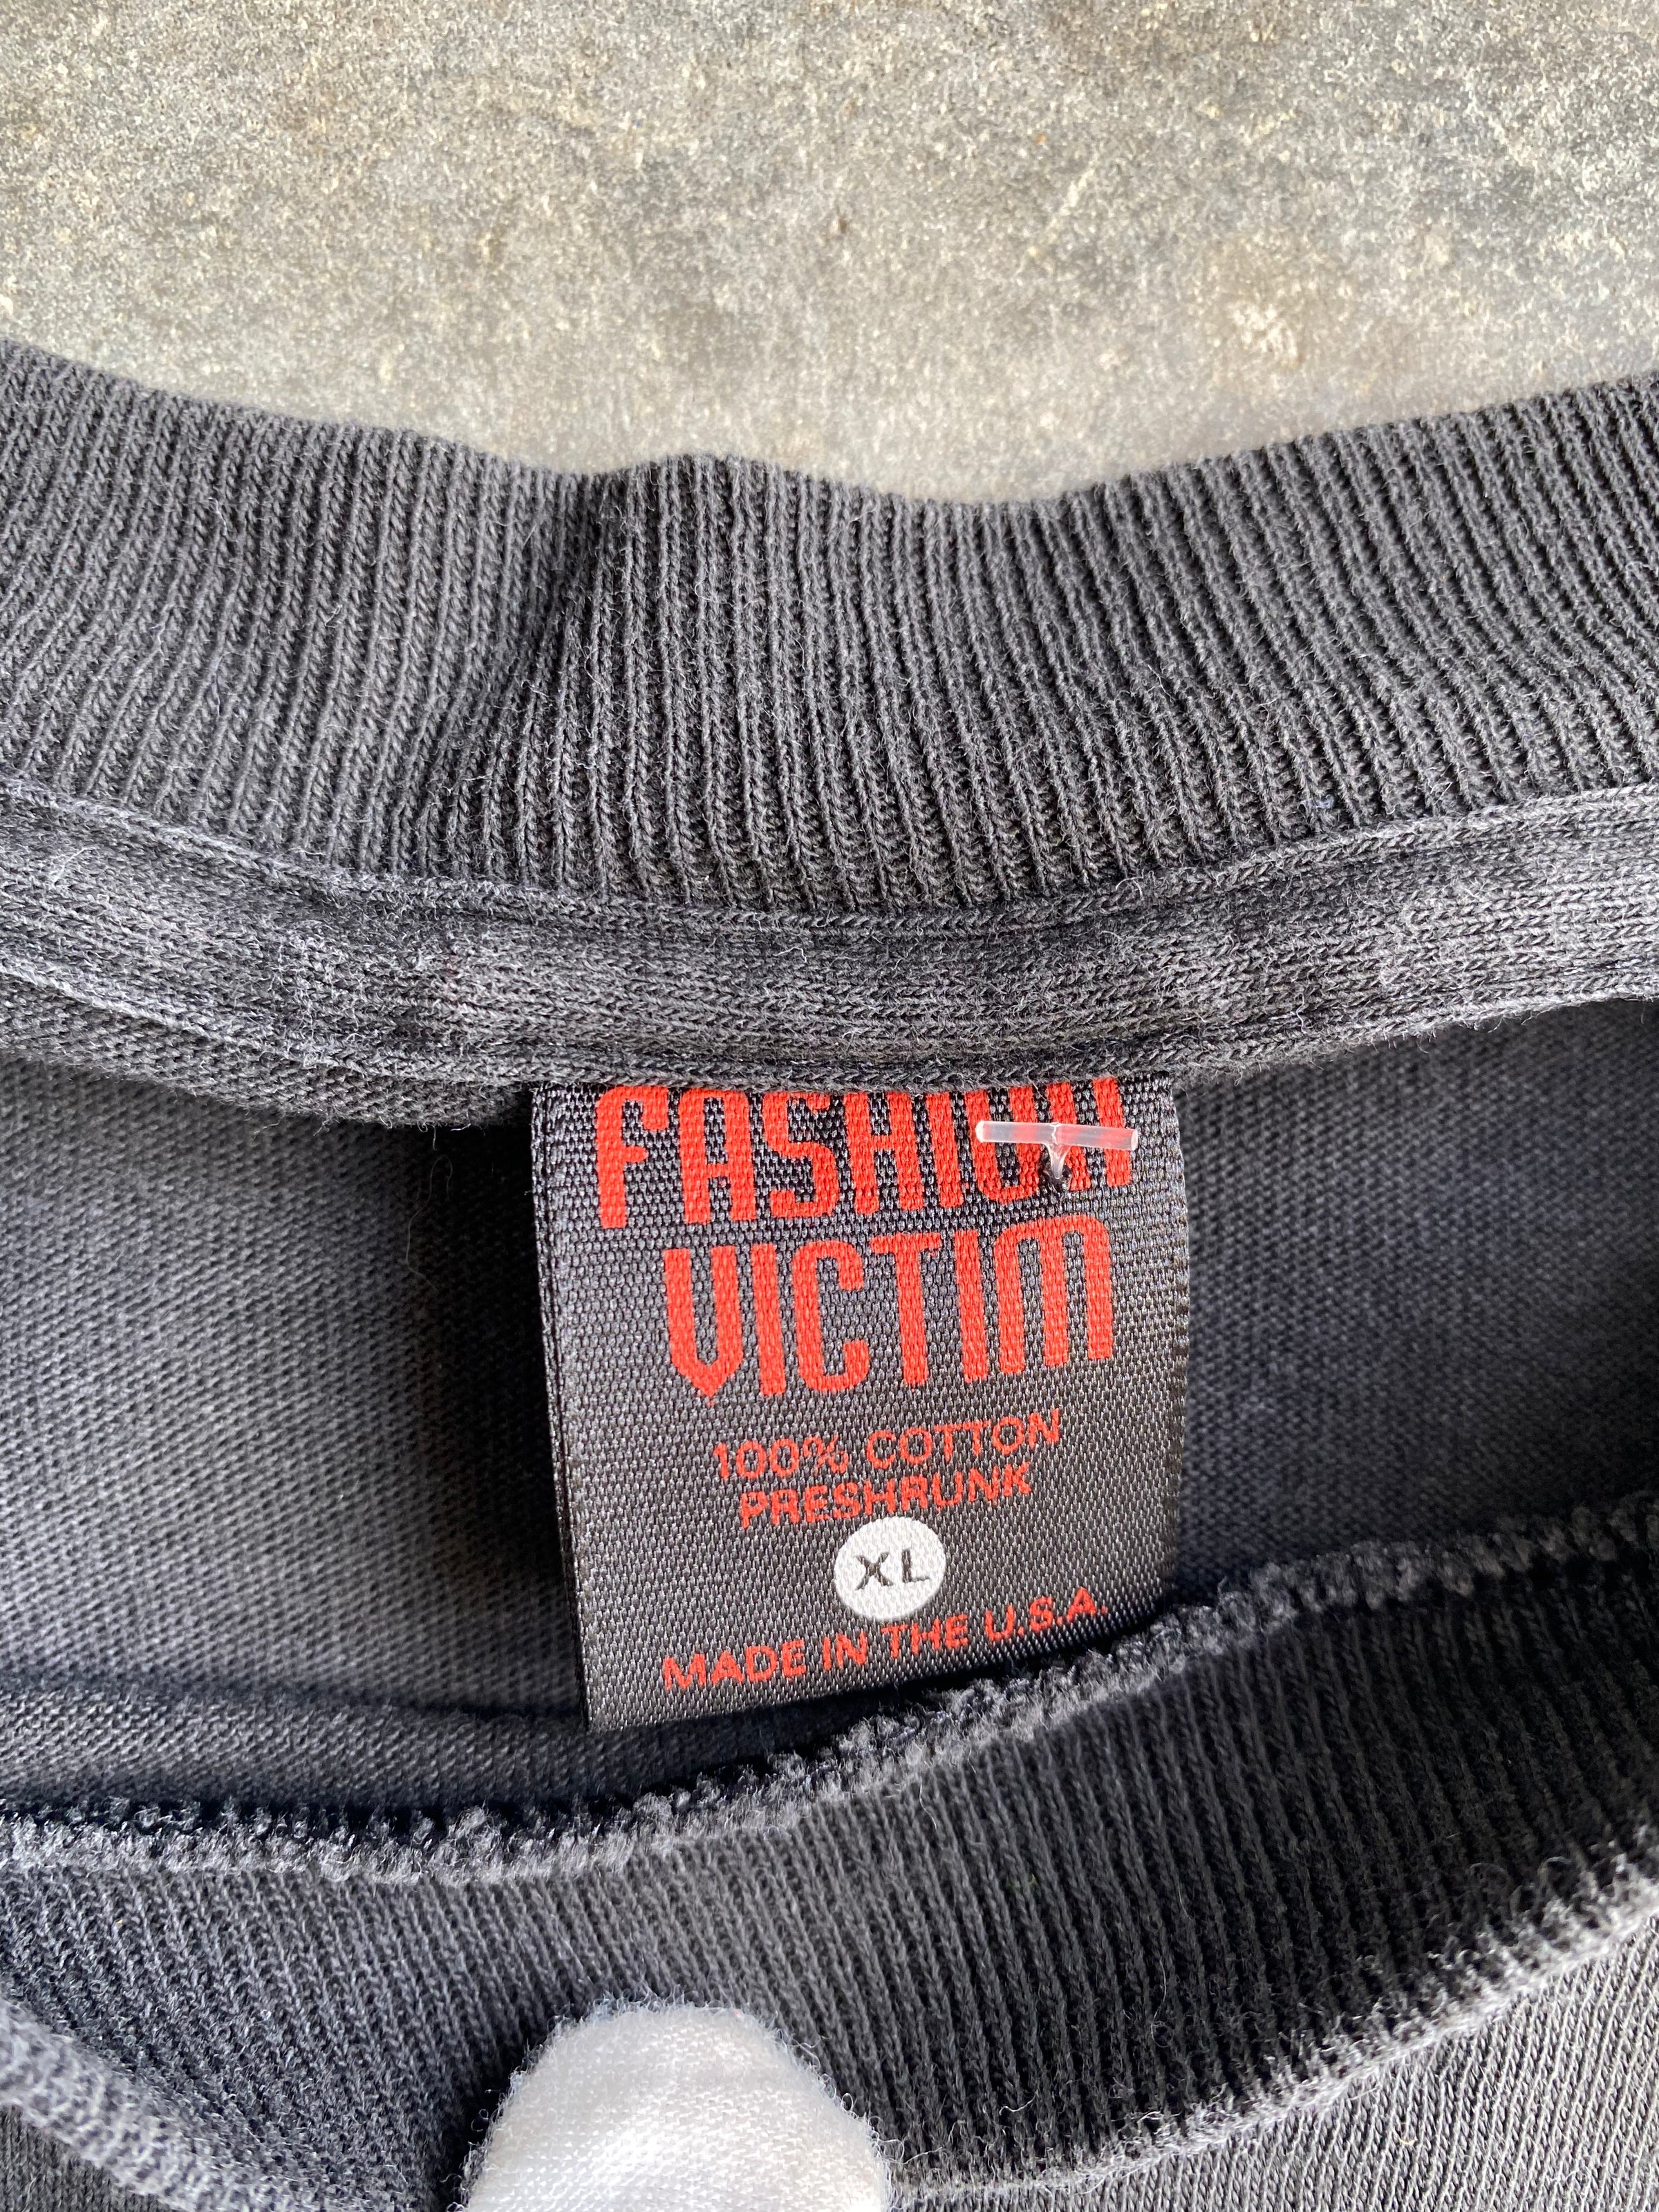 FASHION
VICTIM
100% COTTON
PRESHRUNK
XL
MADE IN THE U.S.A.